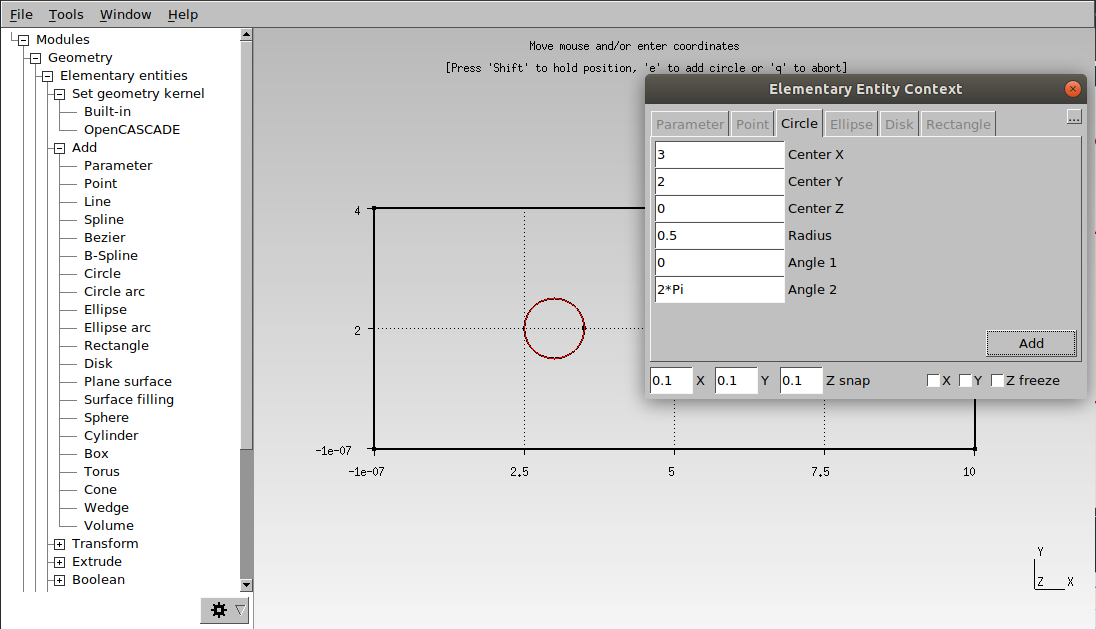 File Tools Window Help
Modules
Geometry
Elementary entities
Set geometry kernel
Built-in
OpenCASCADE
Add
Parameter
Point
Line
Spline
Bezier
B-Spline
Circle
Circle arc
Ellipse
Ellipse arc
Rectangle
Disk
Plane surface
Surface filling
Sphere
Cylinder
Box
Torus
Cone
Wedge
Volume
Transform
Extrude
Boolean
Move mouse and/or enter coordinates
[Press 'Shift' to hold position, 'e' to add circle or 'q' to abort]
4
2
-1e-07
-1e-07 2.5 5 7.5 10
Y
Z X
Elementary Entity Context
Parameter Point Circle Ellipse Disk Rectangle ...
3 Center X
2 Center Y
0 Center Z
0.5 Radius
0 Angle 1
2*Pi Angle 2
Add
0.1 X 0.1 Y 0.1 Z snap X Y Z freeze